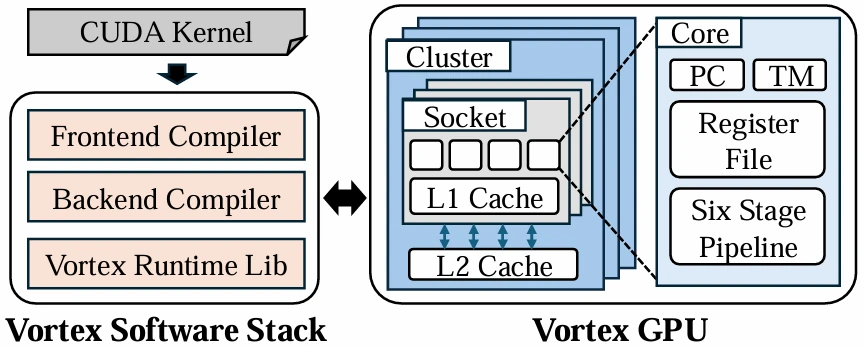 CUDA Kernel
Frontend Compiler
Backend Compiler
Vortex Runtime Lib
Vortex Software Stack
Cluster
Socket
L1 Cache
L2 Cache
Core
PC
TM
Register
File
Six Stage
Pipeline
Vortex GPU